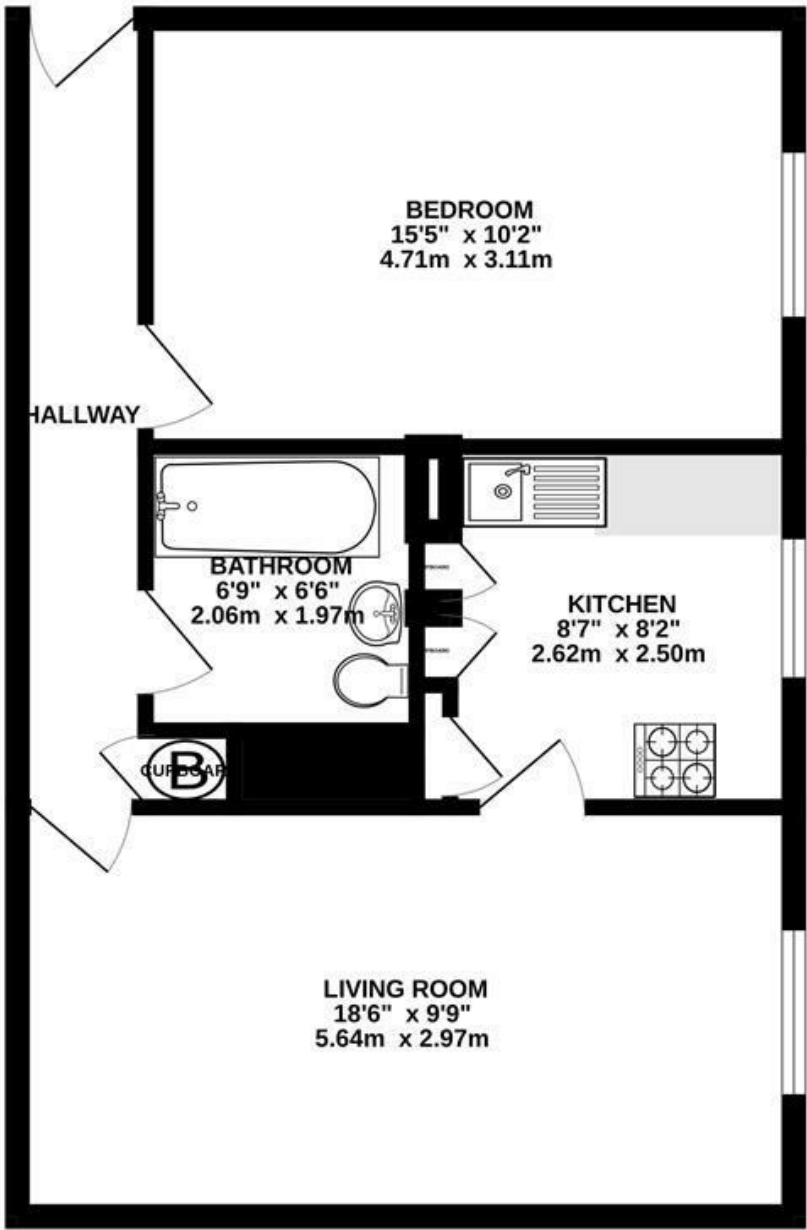 BEDROOM
15'5" x 10'2"
4.71m x 3.11m
HALLWAY
BATHROOM
6'9" x 6'6"
2.06m x 1.97m
KITCHEN
8'7" x 8'2"
2.62m x 2.50m
B
LIVING ROOM
18'6" x 9'9"
5.64m x 2.97m